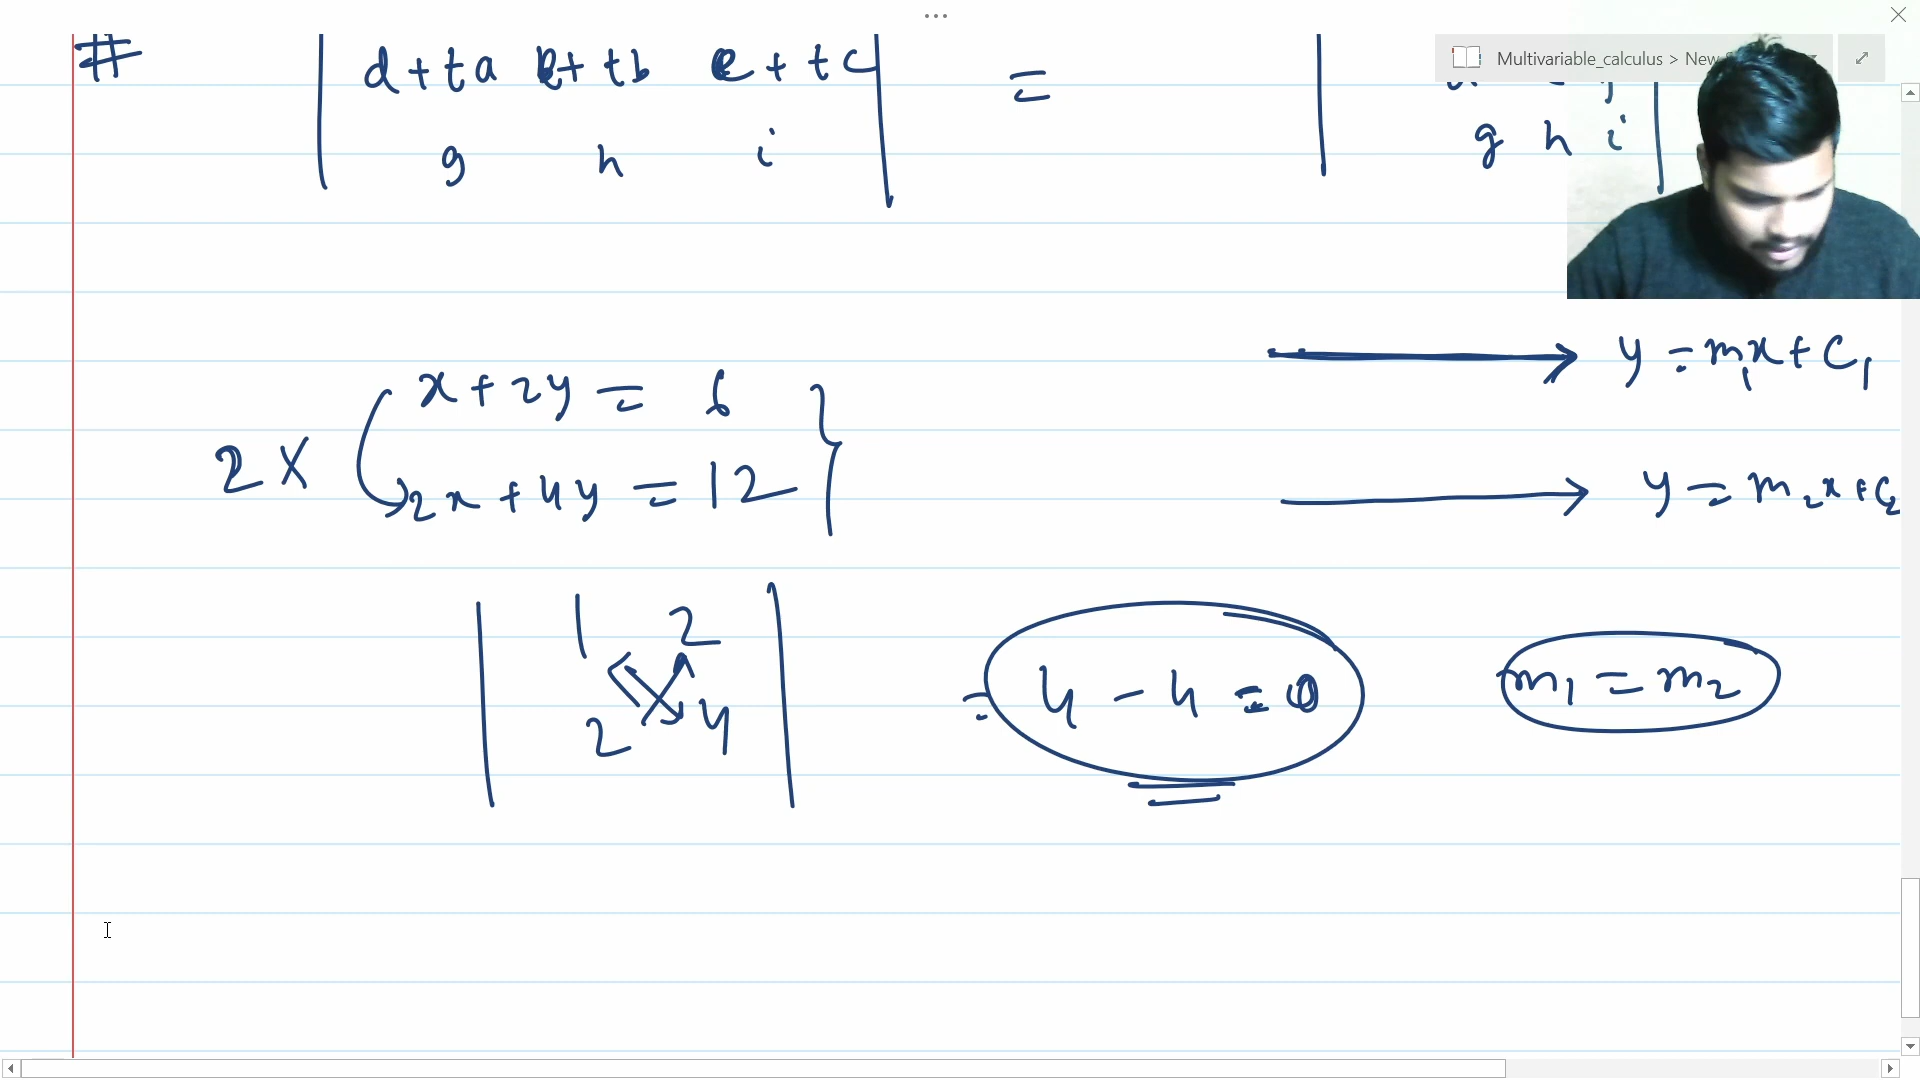 Multivariable_calculus > New
# | d+ta e+tb e+tc | =
g h i
g h i
x+2y = 6
y = m₁x + C₁
2 ×
2x+4y = 12
y = m₂x + C₂
| 1 2 |
| 2 4 |
= 4 - 4 = 0
m₁ = m₂